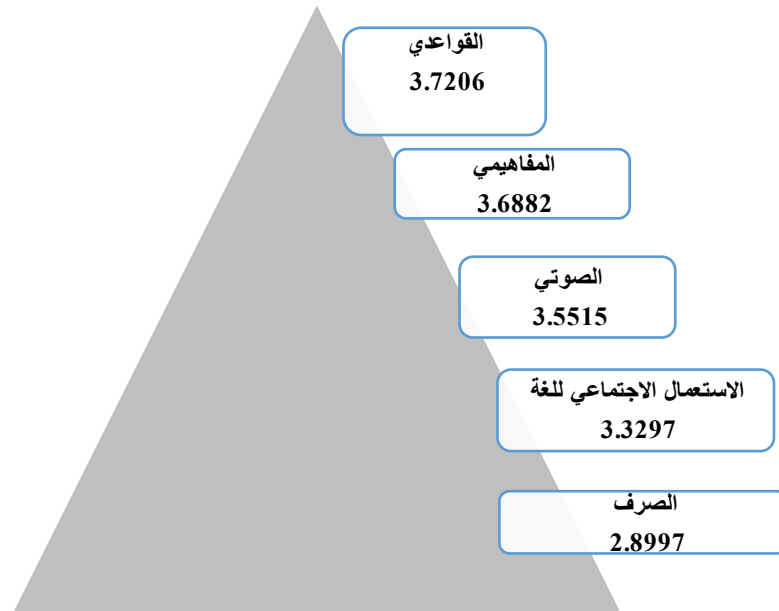 القواعدي
3.7206
المفاهيمي
3.6882
الصوتي
3.5515
الاستعمال الاجتماعي للغة
3.3297
الصرف
2.8997